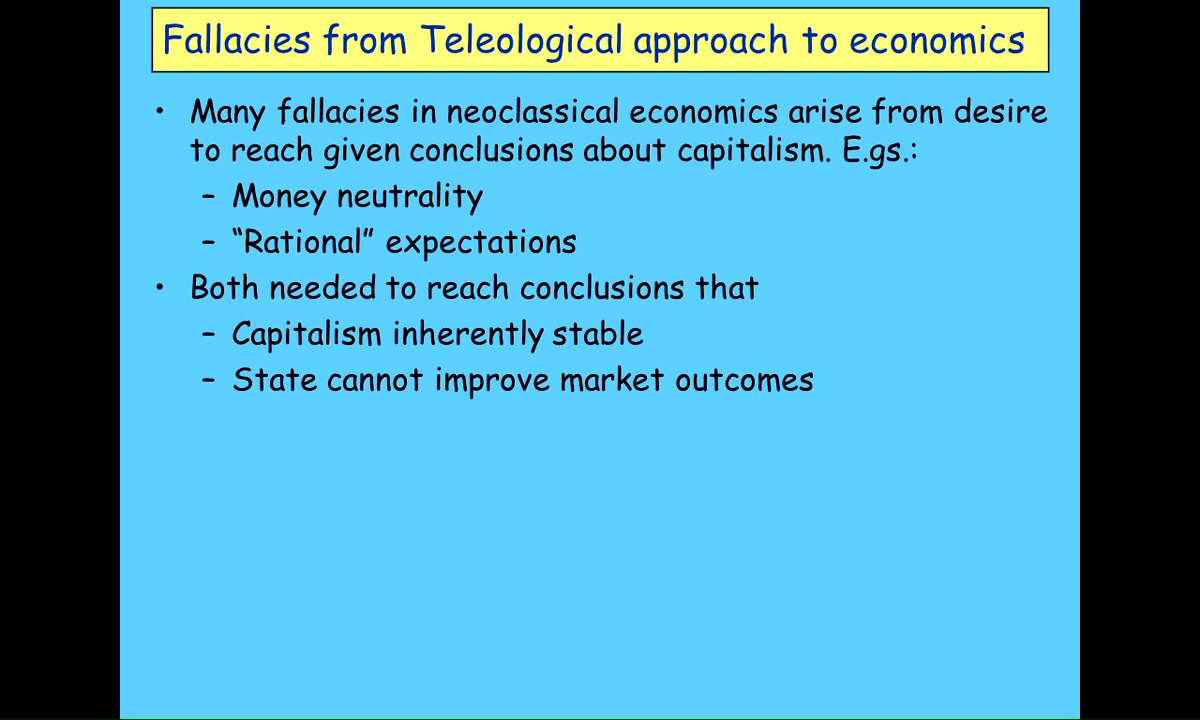 Fallacies from Teleological approach to economics
• Many fallacies in neoclassical economics arise from desire
to reach given conclusions about capitalism. E.gs.:
– Money neutrality
– “Rational” expectations
• Both needed to reach conclusions that
– Capitalism inherently stable
– State cannot improve market outcomes